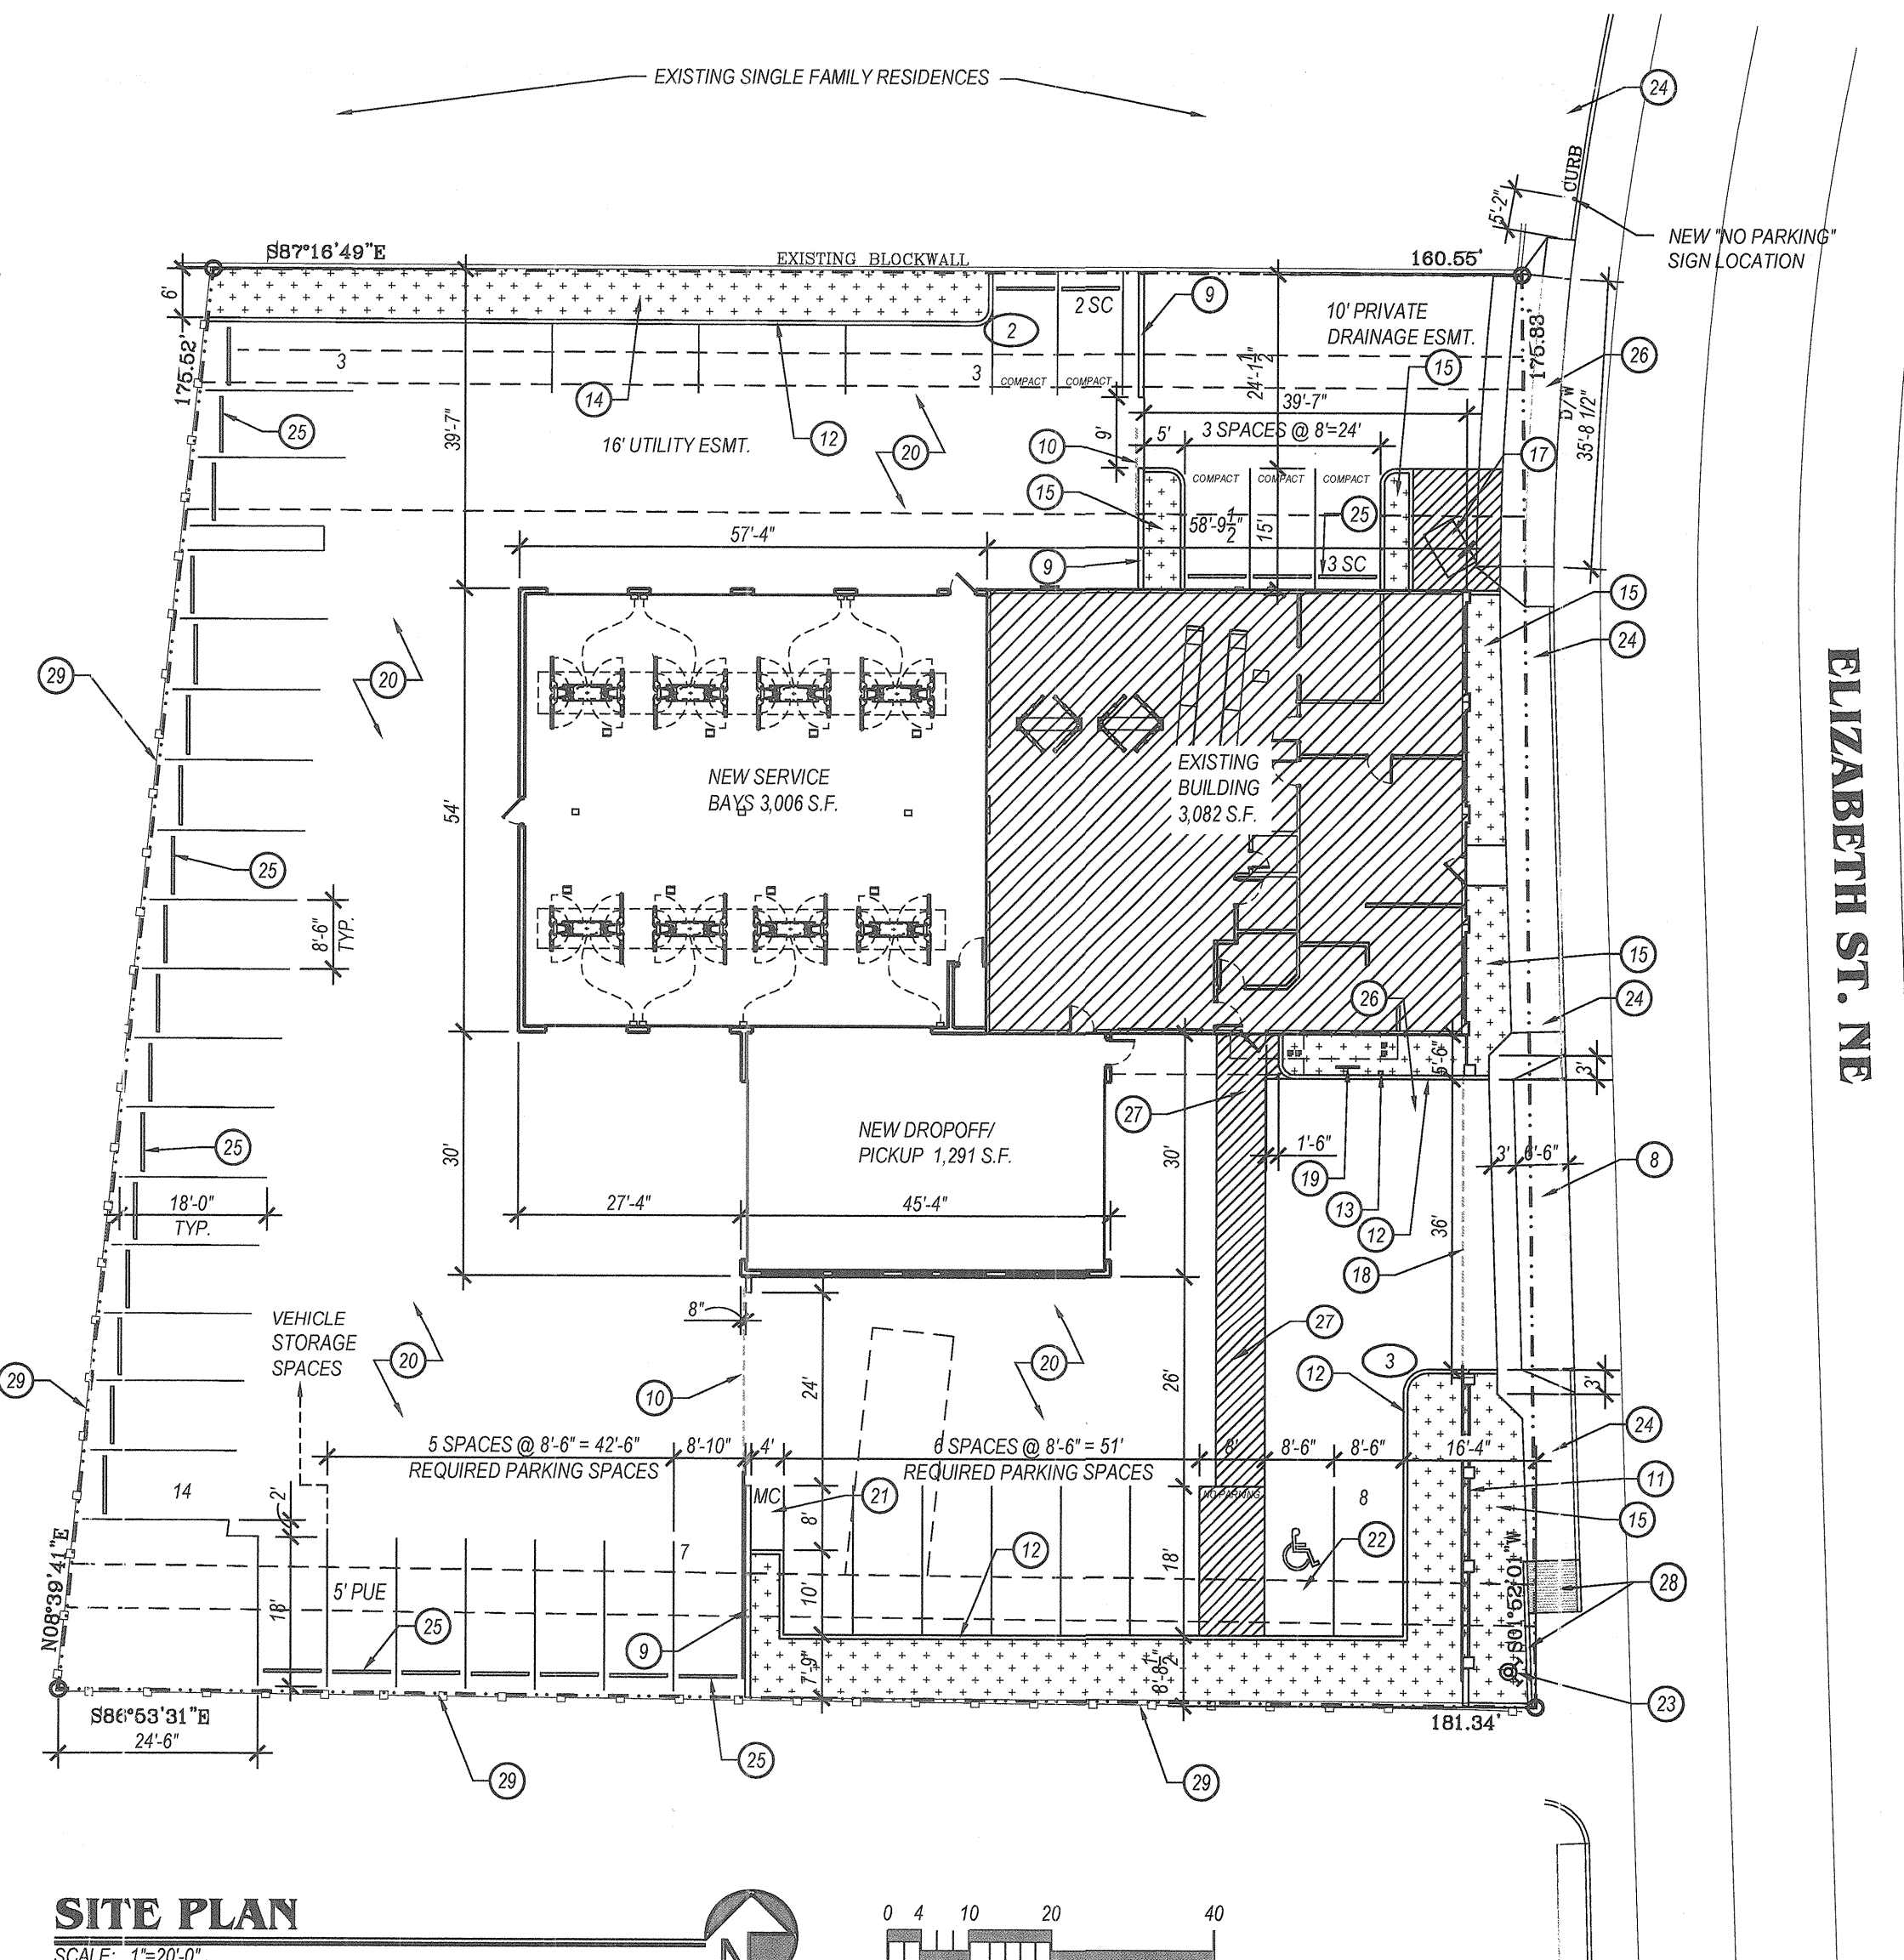 EXISTING SINGLE FAMILY RESIDENCES
24
CURB
5'-2"
NEW "NO PARKING"
SIGN LOCATION
S87°16'49"E
EXISTING BLOCKWALL
160.55'
6'
2 SC
9
10' PRIVATE
DRAINAGE ESMT.
2
175.52'
175.83'
26
3
3
COMPACT
COMPACT
24'-1 1/2"
15
14
39'-7"
35'-8 1/2"
25
39'-7"
12
16' UTILITY ESMT.
20
9'
5'
3 SPACES @ 8'=24'
10
17
15
COMPACT
COMPACT
COMPACT
58'-9 1/2"
15'
25
57'-4"
9
3 SC
15
24
29
20
NEW SERVICE
BAYS 3,006 S.F.
EXISTING
BUILDING
3,082 S.F.
54'
25
8'-6"
TYP.
15
24
26
ELIZABETH ST. NE
5'-6"
3'
27
NEW DROPOFF/
PICKUP 1,291 S.F.
25
30'
30'
1'-6"
19
13
12
3'
6'-6"
8
18'-0"
TYP.
27'-4"
45'-4"
36'
18
8"
VEHICLE
STORAGE
SPACES
27
20
20
3
12
29
10
24'
26'
3'
24
5 SPACES @ 8'-6" = 42'-6"
8'-10"
4'
6 SPACES @ 8'-6" = 51'
8'
8'-6"
8'-6"
16'-4"
REQUIRED PARKING SPACES
REQUIRED PARKING SPACES
11
14
2'
MC
21
NO PARKING
8
15
8'
12
22
7
N08°39'41"E
18'
5' PUE
25
10'
18'
S01°52'01"W
28
9
7'-9"
8'-8 1/2"
23
S86°53'31"E
181.34'
24'-6"
29
25
29
SITE PLAN
SCALE: 1"=20'-0"
N
0 4 10 20 40